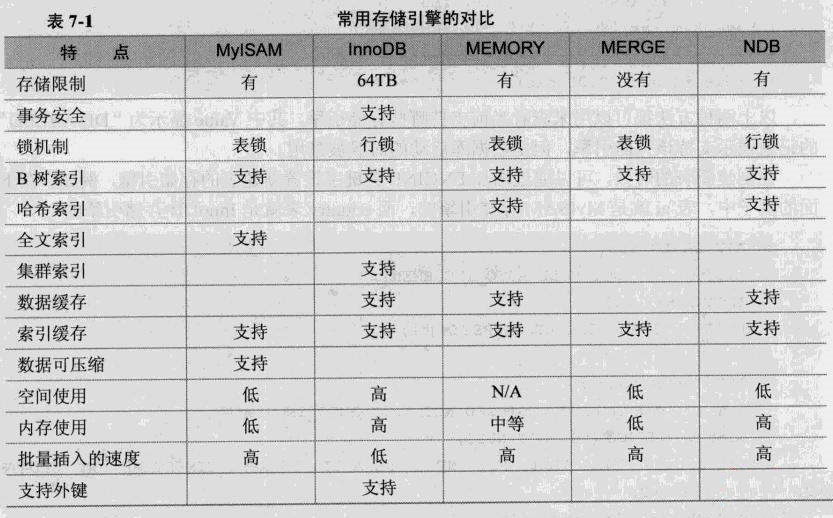 表 7-1 常用存储引擎的对比
特 点 MyISAM InnoDB MEMORY MERGE NDB
存储限制 有 64TB 有 没有 有
事务安全 支持
锁机制 表锁 行锁 表锁 表锁 行锁
B 树索引 支持 支持 支持 支持 支持
哈希索引 支持 支持
全文索引 支持
集群索引 支持
数据缓存 支持 支持 支持
索引缓存 支持 支持 支持 支持 支持
数据可压缩 支持
空间使用 低 高 N/A 低 低
内存使用 低 高 中等 低 高
批量插入的速度 高 低 高 高 高
支持外键 支持